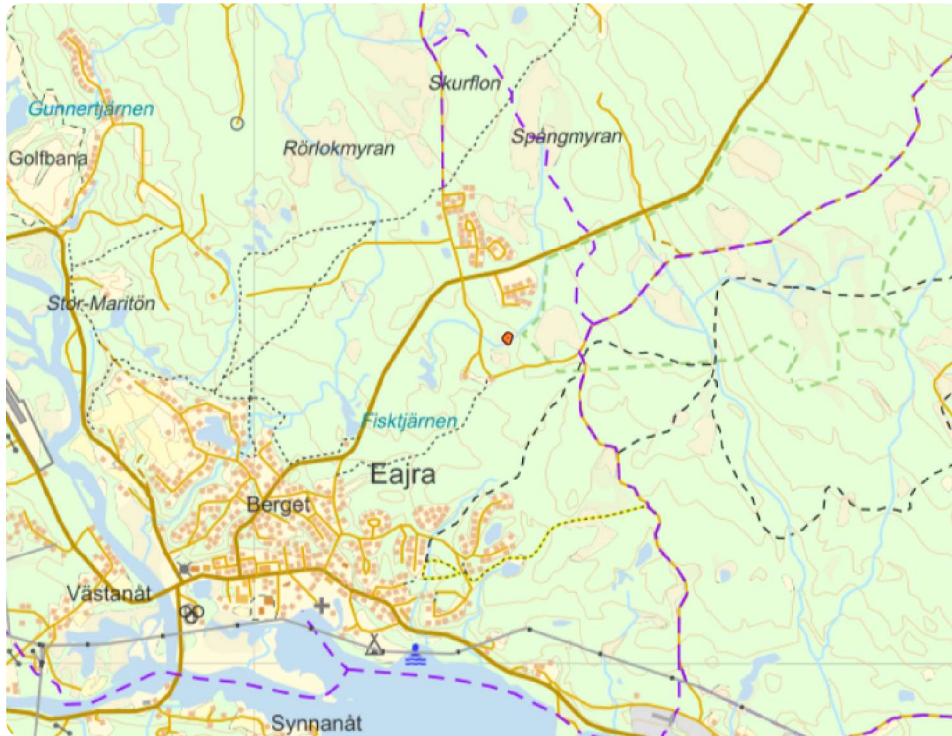 Skurflon
Gunnertjärnen
Spångmyran
Rörlokmyran
Golfbana
Stor-Maritön
Fisktjärnen
Eajra
Berget
Västanåt
Synnanåt